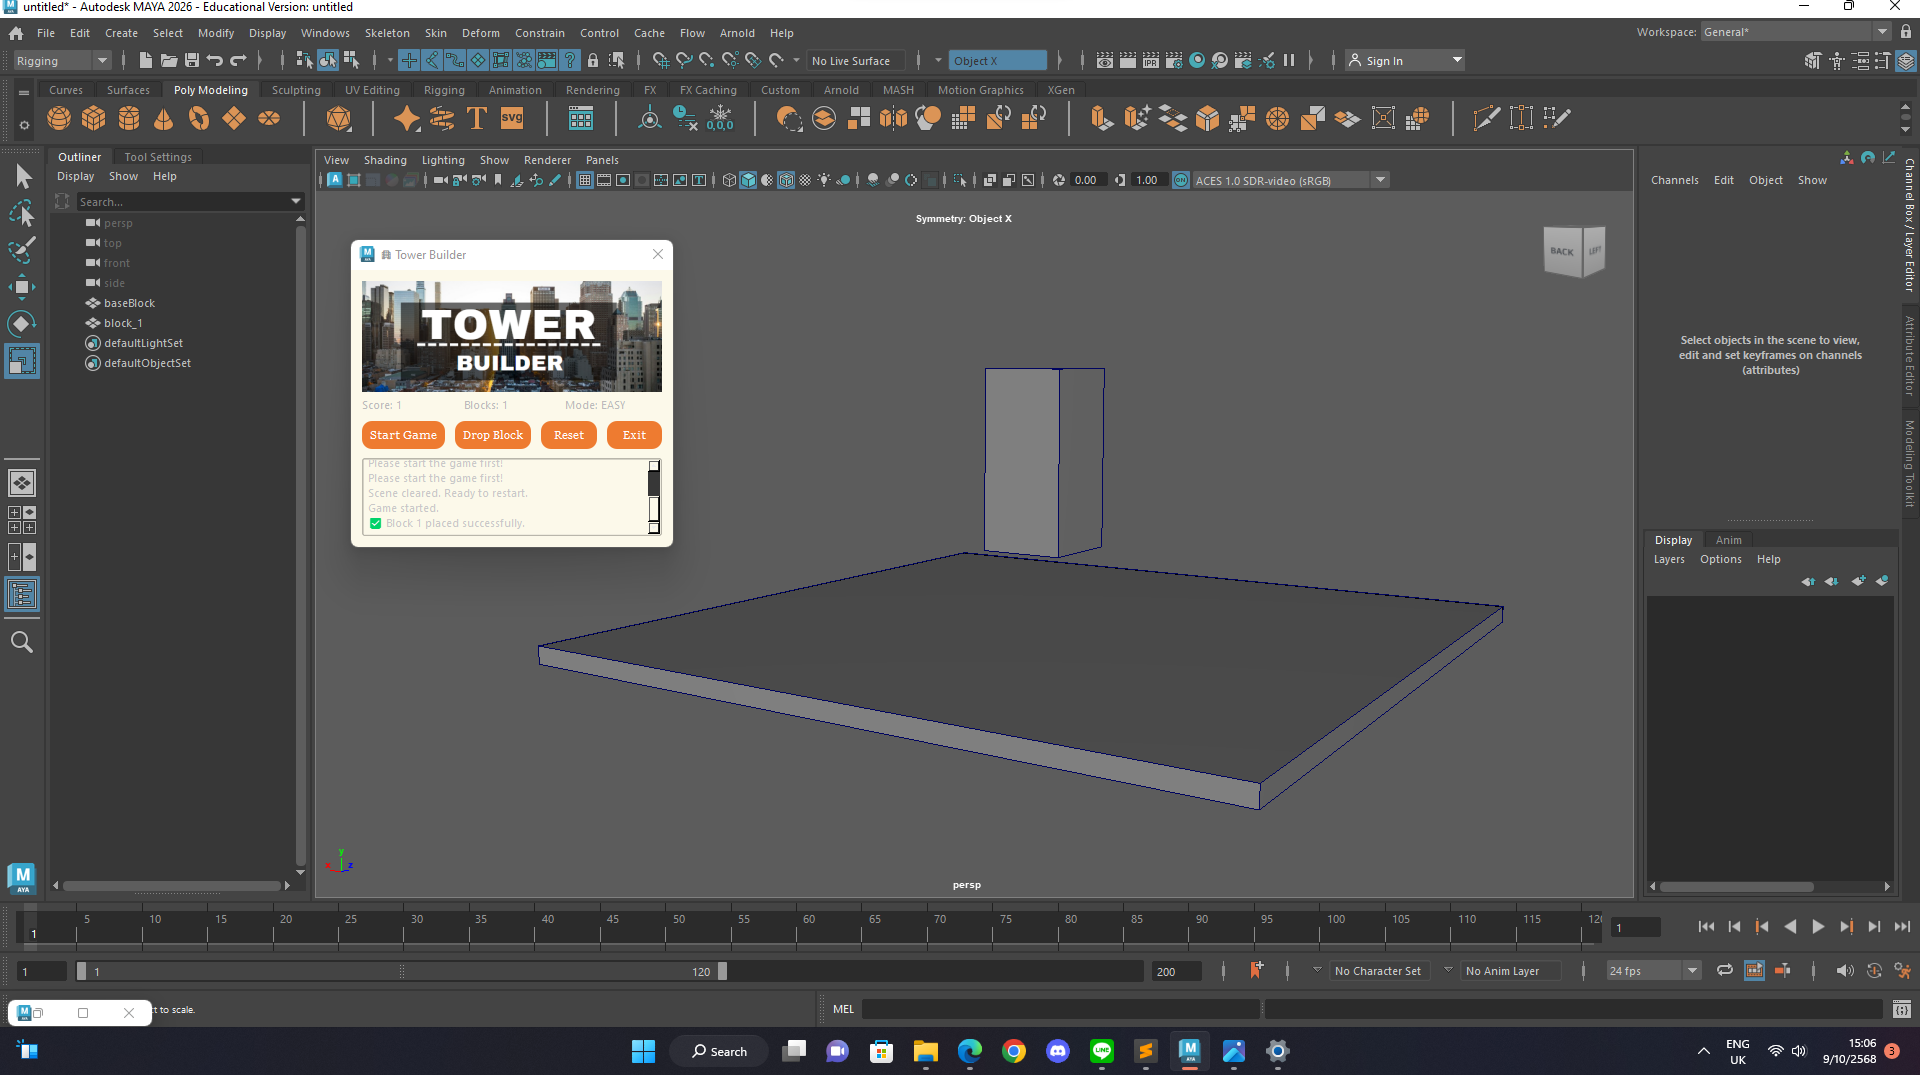 untitled* - Autodesk MAYA 2026 - Educational Version: untitled
File Edit Create Select Modify Display Windows Skeleton Skin Deform Constrain Control Cache Flow Arnold Help
Workspace: General*
Rigging
No Live Surface
Object X
Sign In
Curves Surfaces Poly Modeling Sculpting UV Editing Rigging Animation Rendering FX FX Caching Custom Arnold MASH Motion Graphics XGen
SVG
0,0,0
Outliner Tool Settings
Display Show Help
Search...
persp
top
front
side
baseBlock
block_1
defaultLightSet
defaultObjectSet
View Shading Lighting Show Renderer Panels
0.00
1.00
ACES 1.0 SDR-video (sRGB)
Symmetry: Object X
BACK LEFT
Tower Builder
TOWER
BUILDER
Score: 1 Blocks: 1 Mode: EASY
Start Game Drop Block Reset Exit
Please start the game first!
Please start the game first!
Scene cleared. Ready to restart.
Game started.
✅ Block 1 placed successfully.
y
x z
persp
Channels Edit Object Show
Select objects in the scene to view,
edit and set keyframes on channels
(attributes)
Channel Box / Layer Editor
Attribute Editor
Modeling Toolkit
Display Anim
Layers Options Help
5 10 15 20 25 30 35 40 45 50 55 60 65 70 75 80 85 90 95 100 105 110 115 120
1
1
1
1
120
200
No Character Set
No Anim Layer
24 fps
ct to scale.
MEL
Search
ENG
UK
15:06
9/10/2568
3